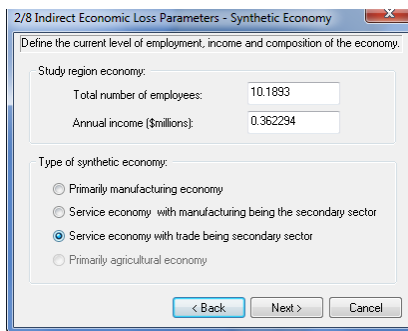 2/8 Indirect Economic Loss Parameters - Synthetic Economy
Define the current level of employment, income and composition of the economy.
Study region economy:
Total number of employees: 10.1893
Annual income ($millions): 0.362294
Type of synthetic economy:
Primarily manufacturing economy
Service economy with manufacturing being the secondary sector
Service economy with trade being secondary sector
Primarily agricultural economy
< Back Next > Cancel